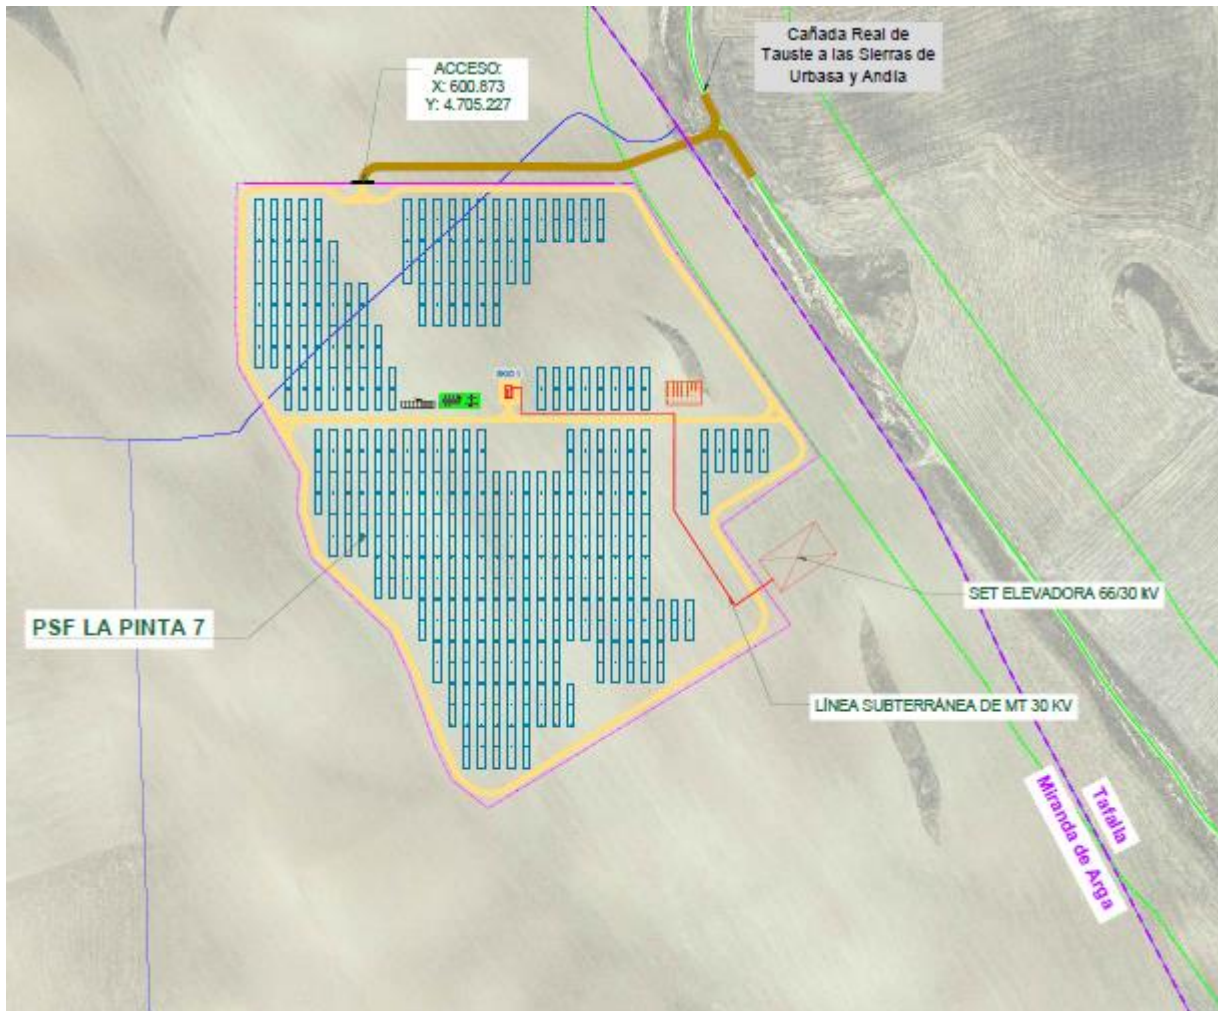 Cañada Real de
Tauste a las Sierras de
Urbasa y Andia
ACCESO:
X: 600.873
Y: 4.705.227
SET ELEVADORA 66/30 kV
PSF LA PINTA 7
LÍNEA SUBTERRÁNEA DE MT 30 KV
Tafalla
Miranda de Arga